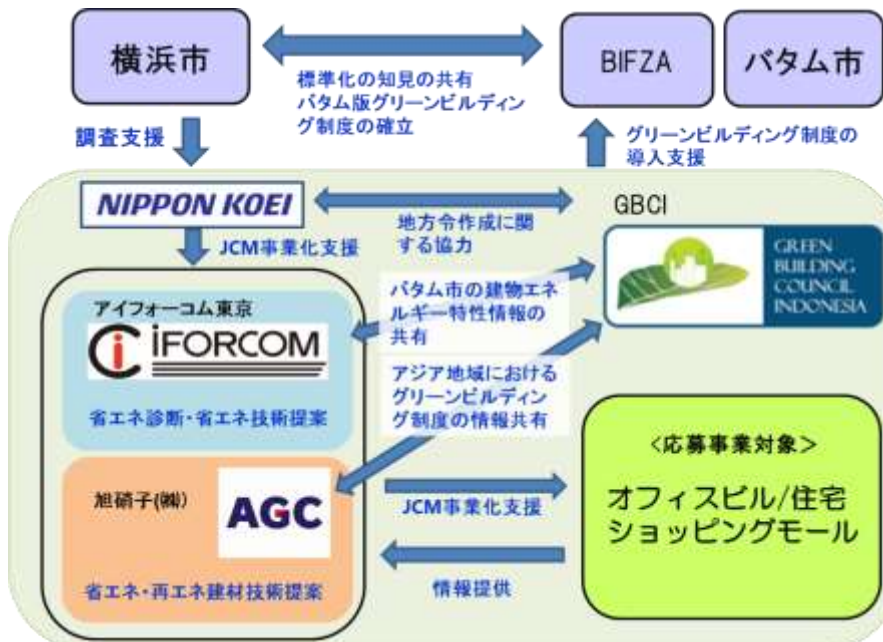 横浜市
BIFZA
バタム市
標準化の知見の共有
バタム版グリーンビルディン
グ制度の確立
調査支援
グリーンビルディング制度の
導入支援
NIPPON KOEI
地方令作成に関
する協力
GBCI
GREEN
BUILDING
COUNCIL
INDONESIA
JCM事業化支援
アイフォーコム東京
iFORCOM
省エネ診断・省エネ技術提案
バタム市の建物エネ
ルギー特性情報の
共有
アジア地域における
グリーンビルディン
グ制度の情報共有
旭硝子(㈱)
AGC
省エネ・再エネ建材技術提案
JCM事業化支援
情報提供
<応募事業対象>
オフィスビル/住宅
ショッピングモール